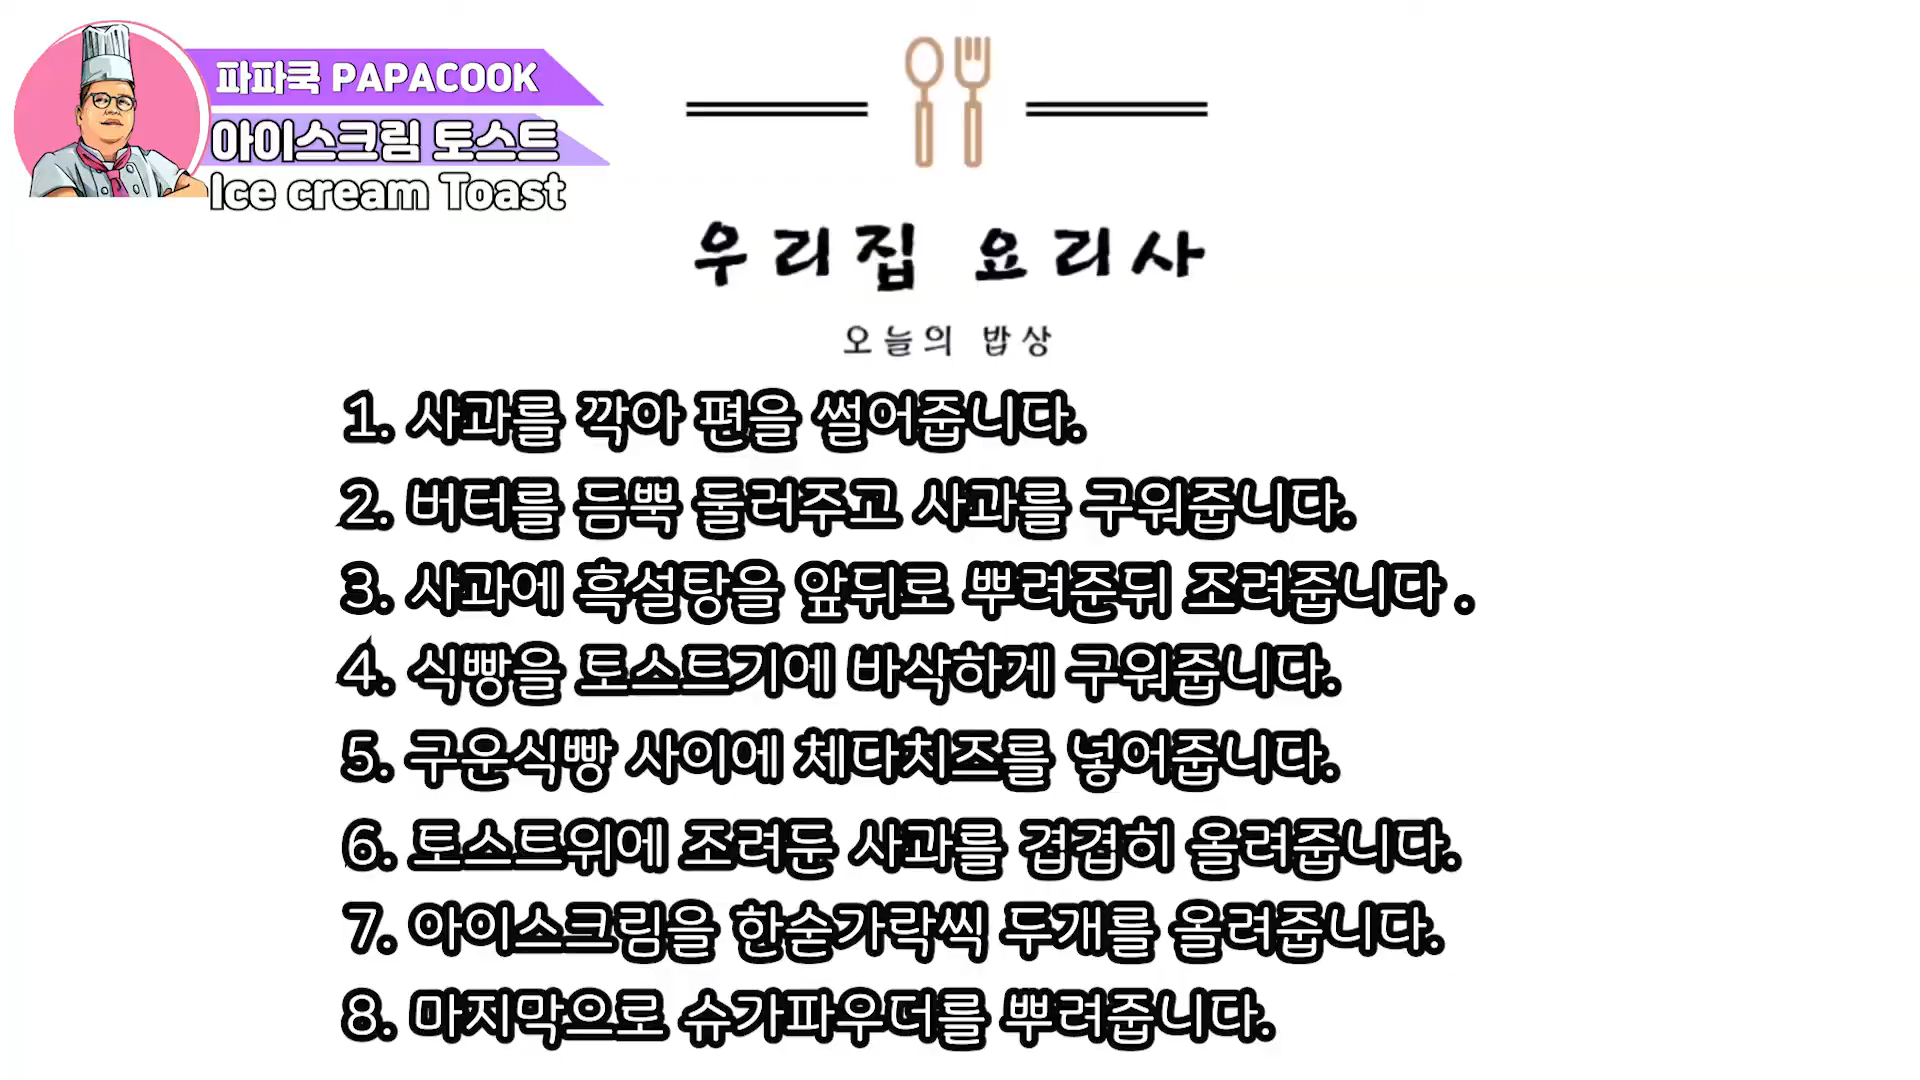 파파쿡 PAPACOOK
아이스크림 토스트
Ice cream Toast
우리집 요리사
오늘의 밥상
1. 사과를 깍아 편을 썰어줍니다.
2. 버터를 듬뿍 둘러주고 사과를 구워줍니다.
3. 사과에 흑설탕을 앞뒤로 뿌려준뒤 조려줍니다 .
4. 식빵을 토스트기에 바삭하게 구워줍니다.
5. 구운식빵 사이에 체다치즈를 넣어줍니다.
6. 토스트위에 조려둔 사과를 겹겹히 올려줍니다.
7. 아이스크림을 한숟가락씩 두개를 올려줍니다.
8. 마지막으로 슈가파우더를 뿌려줍니다.